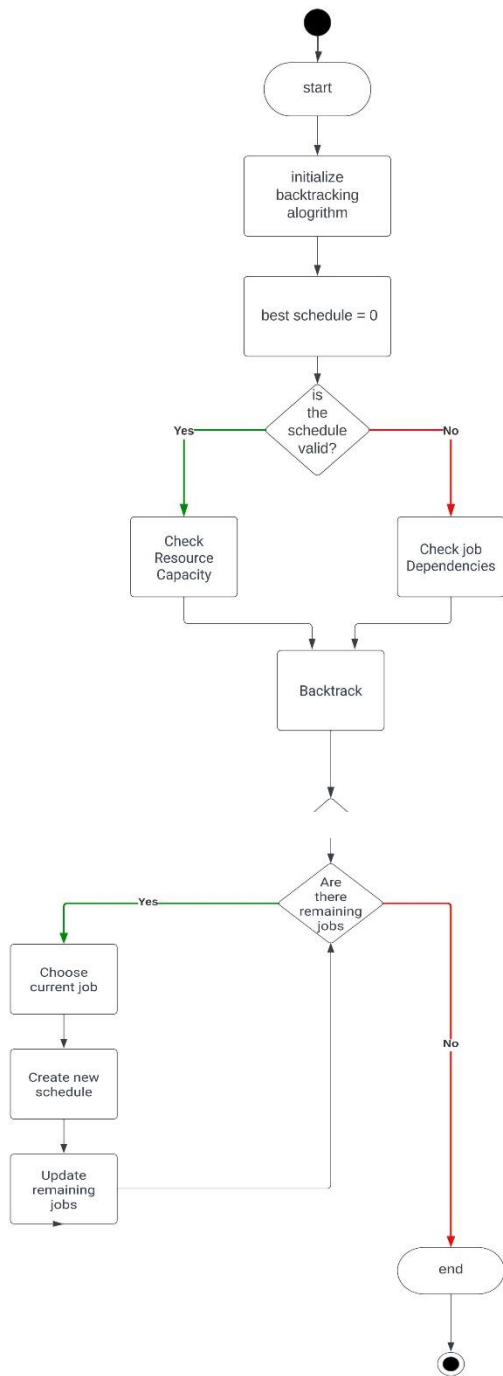 start
initialize
backtracking
alogrithm
best schedule = 0
is
the
schedule
valid?
Yes
No
Check
Resource
Capacity
Check job
Dependencies
Backtrack
Are
there
remaining
jobs
Yes
Choose
current job
No
Create new
schedule
Update
remaining
jobs
end